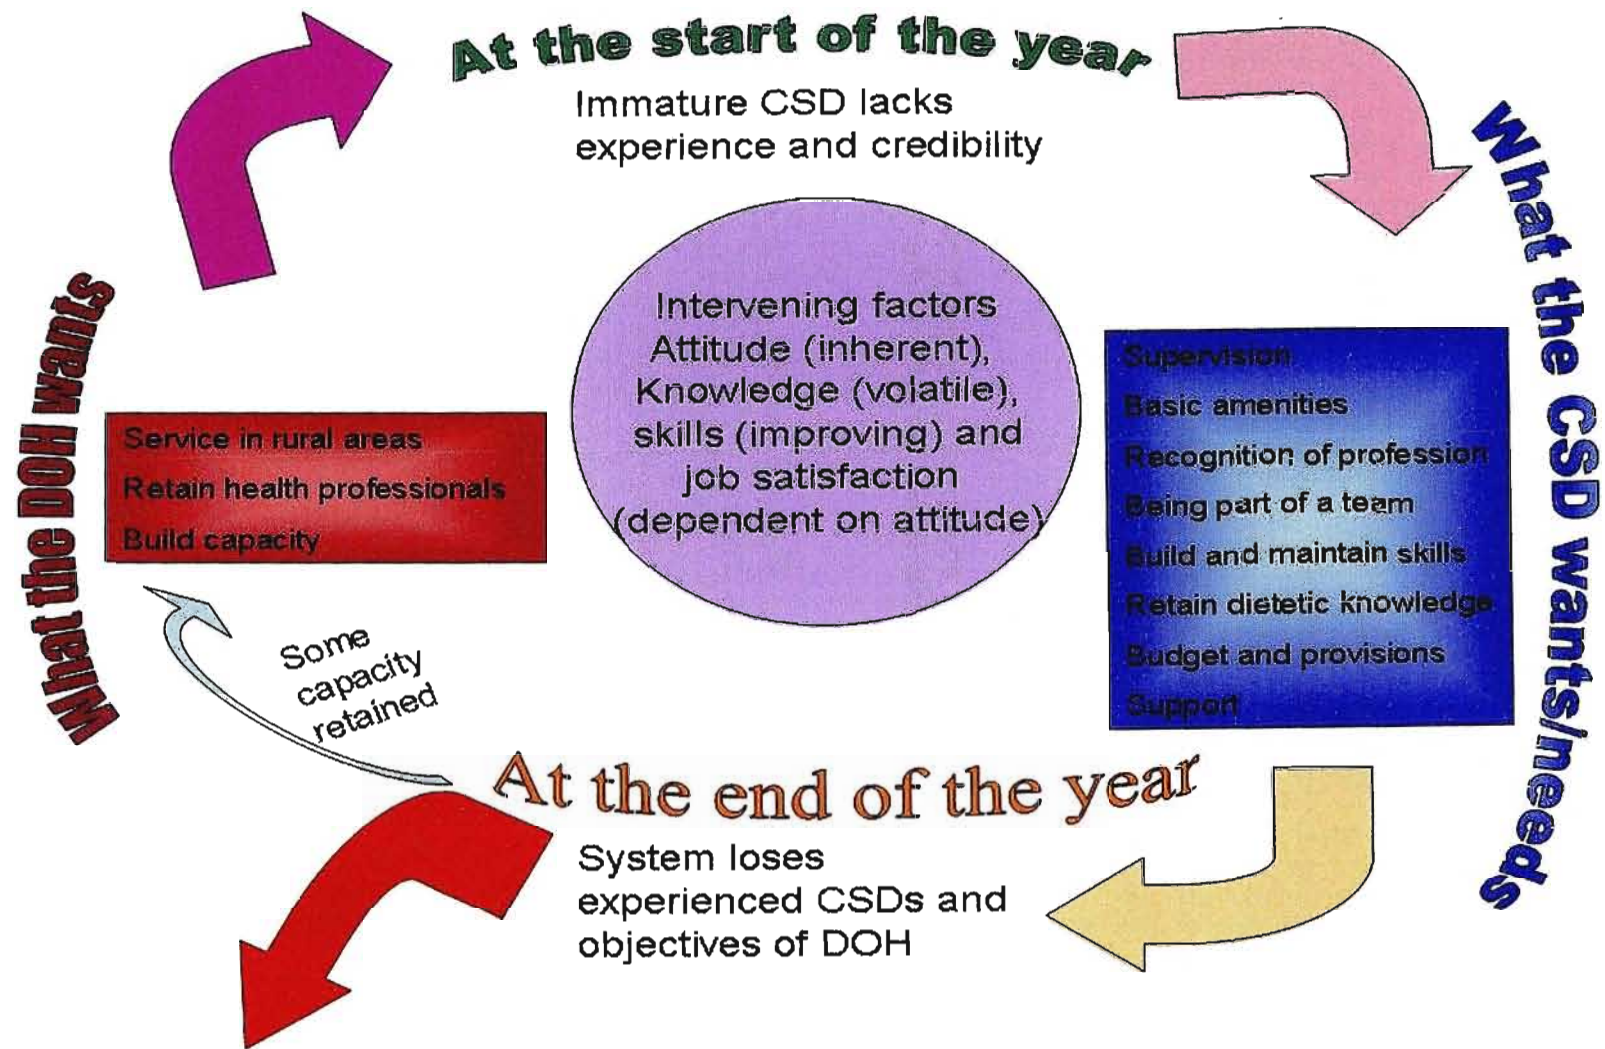 At the start of the year
Immature CSD lacks
experience and credibility
What the CSD wants/needs
Supervision
Basic amenities
Recognition of profession
Being part of a team
Build and maintain skills
Retain dietetic knowledge
Budget and provisions
Support
Intervening factors
Attitude (inherent),
Knowledge (volatile),
skills (improving) and
job satisfaction
(dependent on attitude)
What the DOH wants
Service in rural areas
Retain health professionals
Build capacity
Some
capacity
retained
At the end of the year
System loses
experienced CSDs and
objectives of DOH